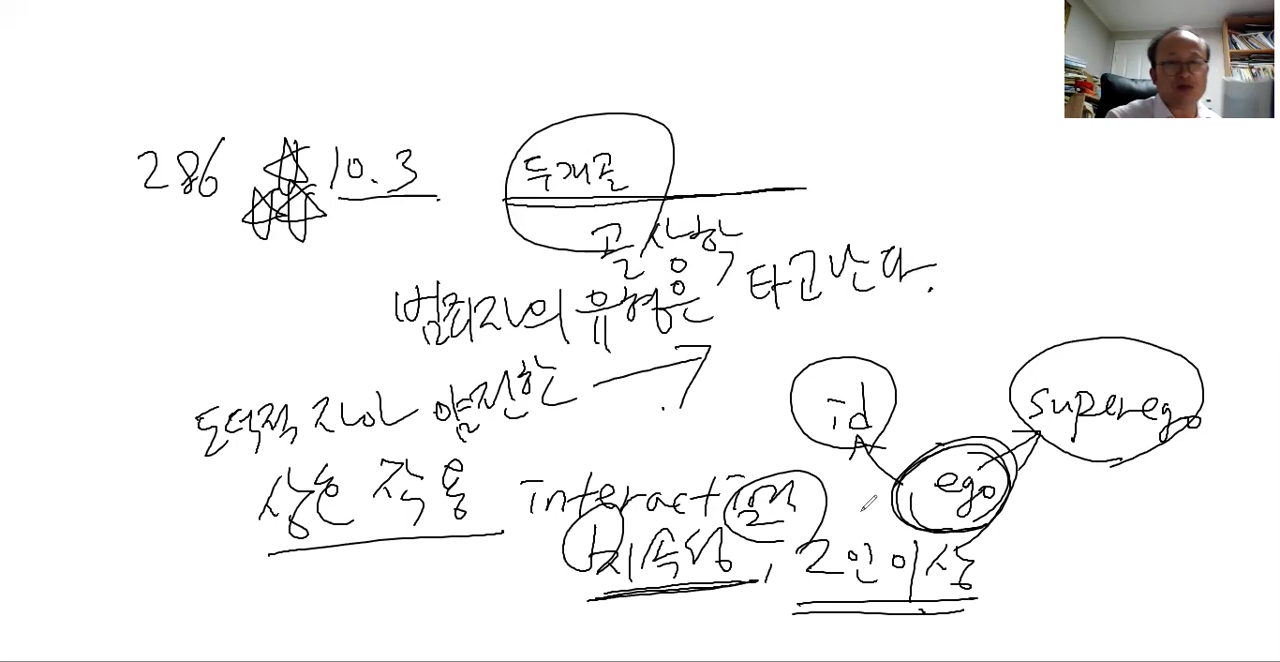 286 10.3 두개골
골상학
범죄자의 유형은 타고난다.
도덕적 자아 불완전한
id superego
ego
상호 작용 interaction
지속성, 2인 이상